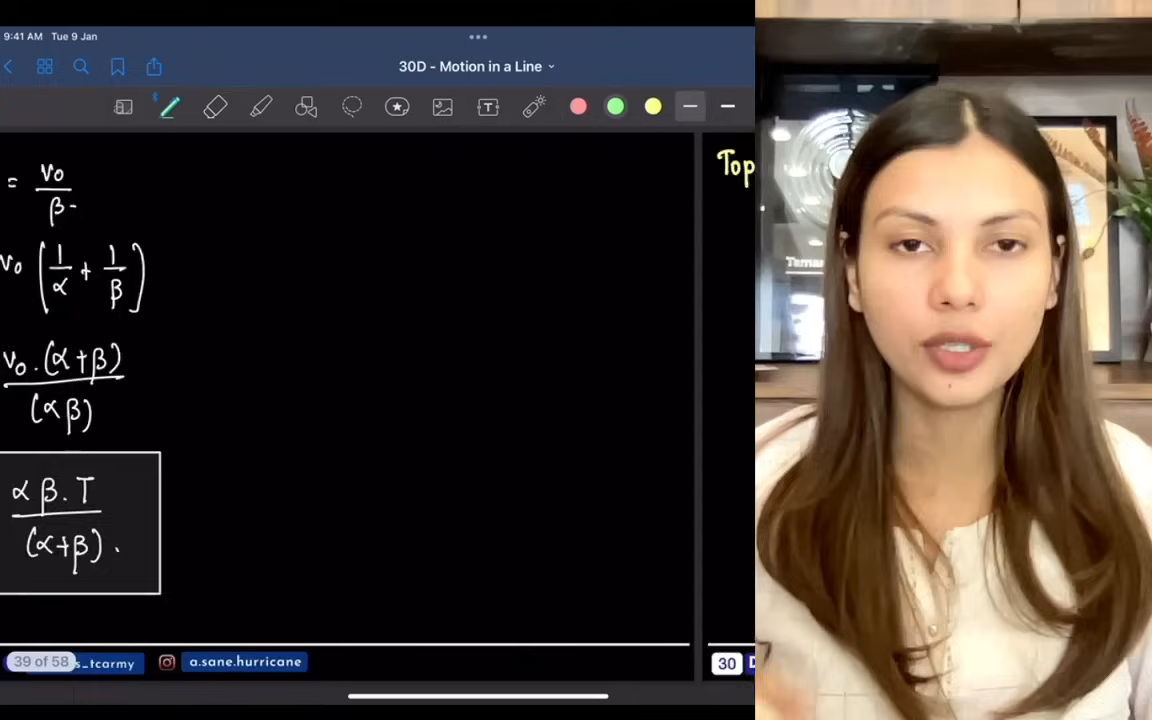 9:41 AM Tue 9 Jan
30D - Motion in a Line
= v₀/β
v₀ (1/α + 1/β)
v₀.(α+β)/(αβ)
αβ.T/(α+β).
Top
39 of 58
s_tcarmy
a.sane.hurricane
30